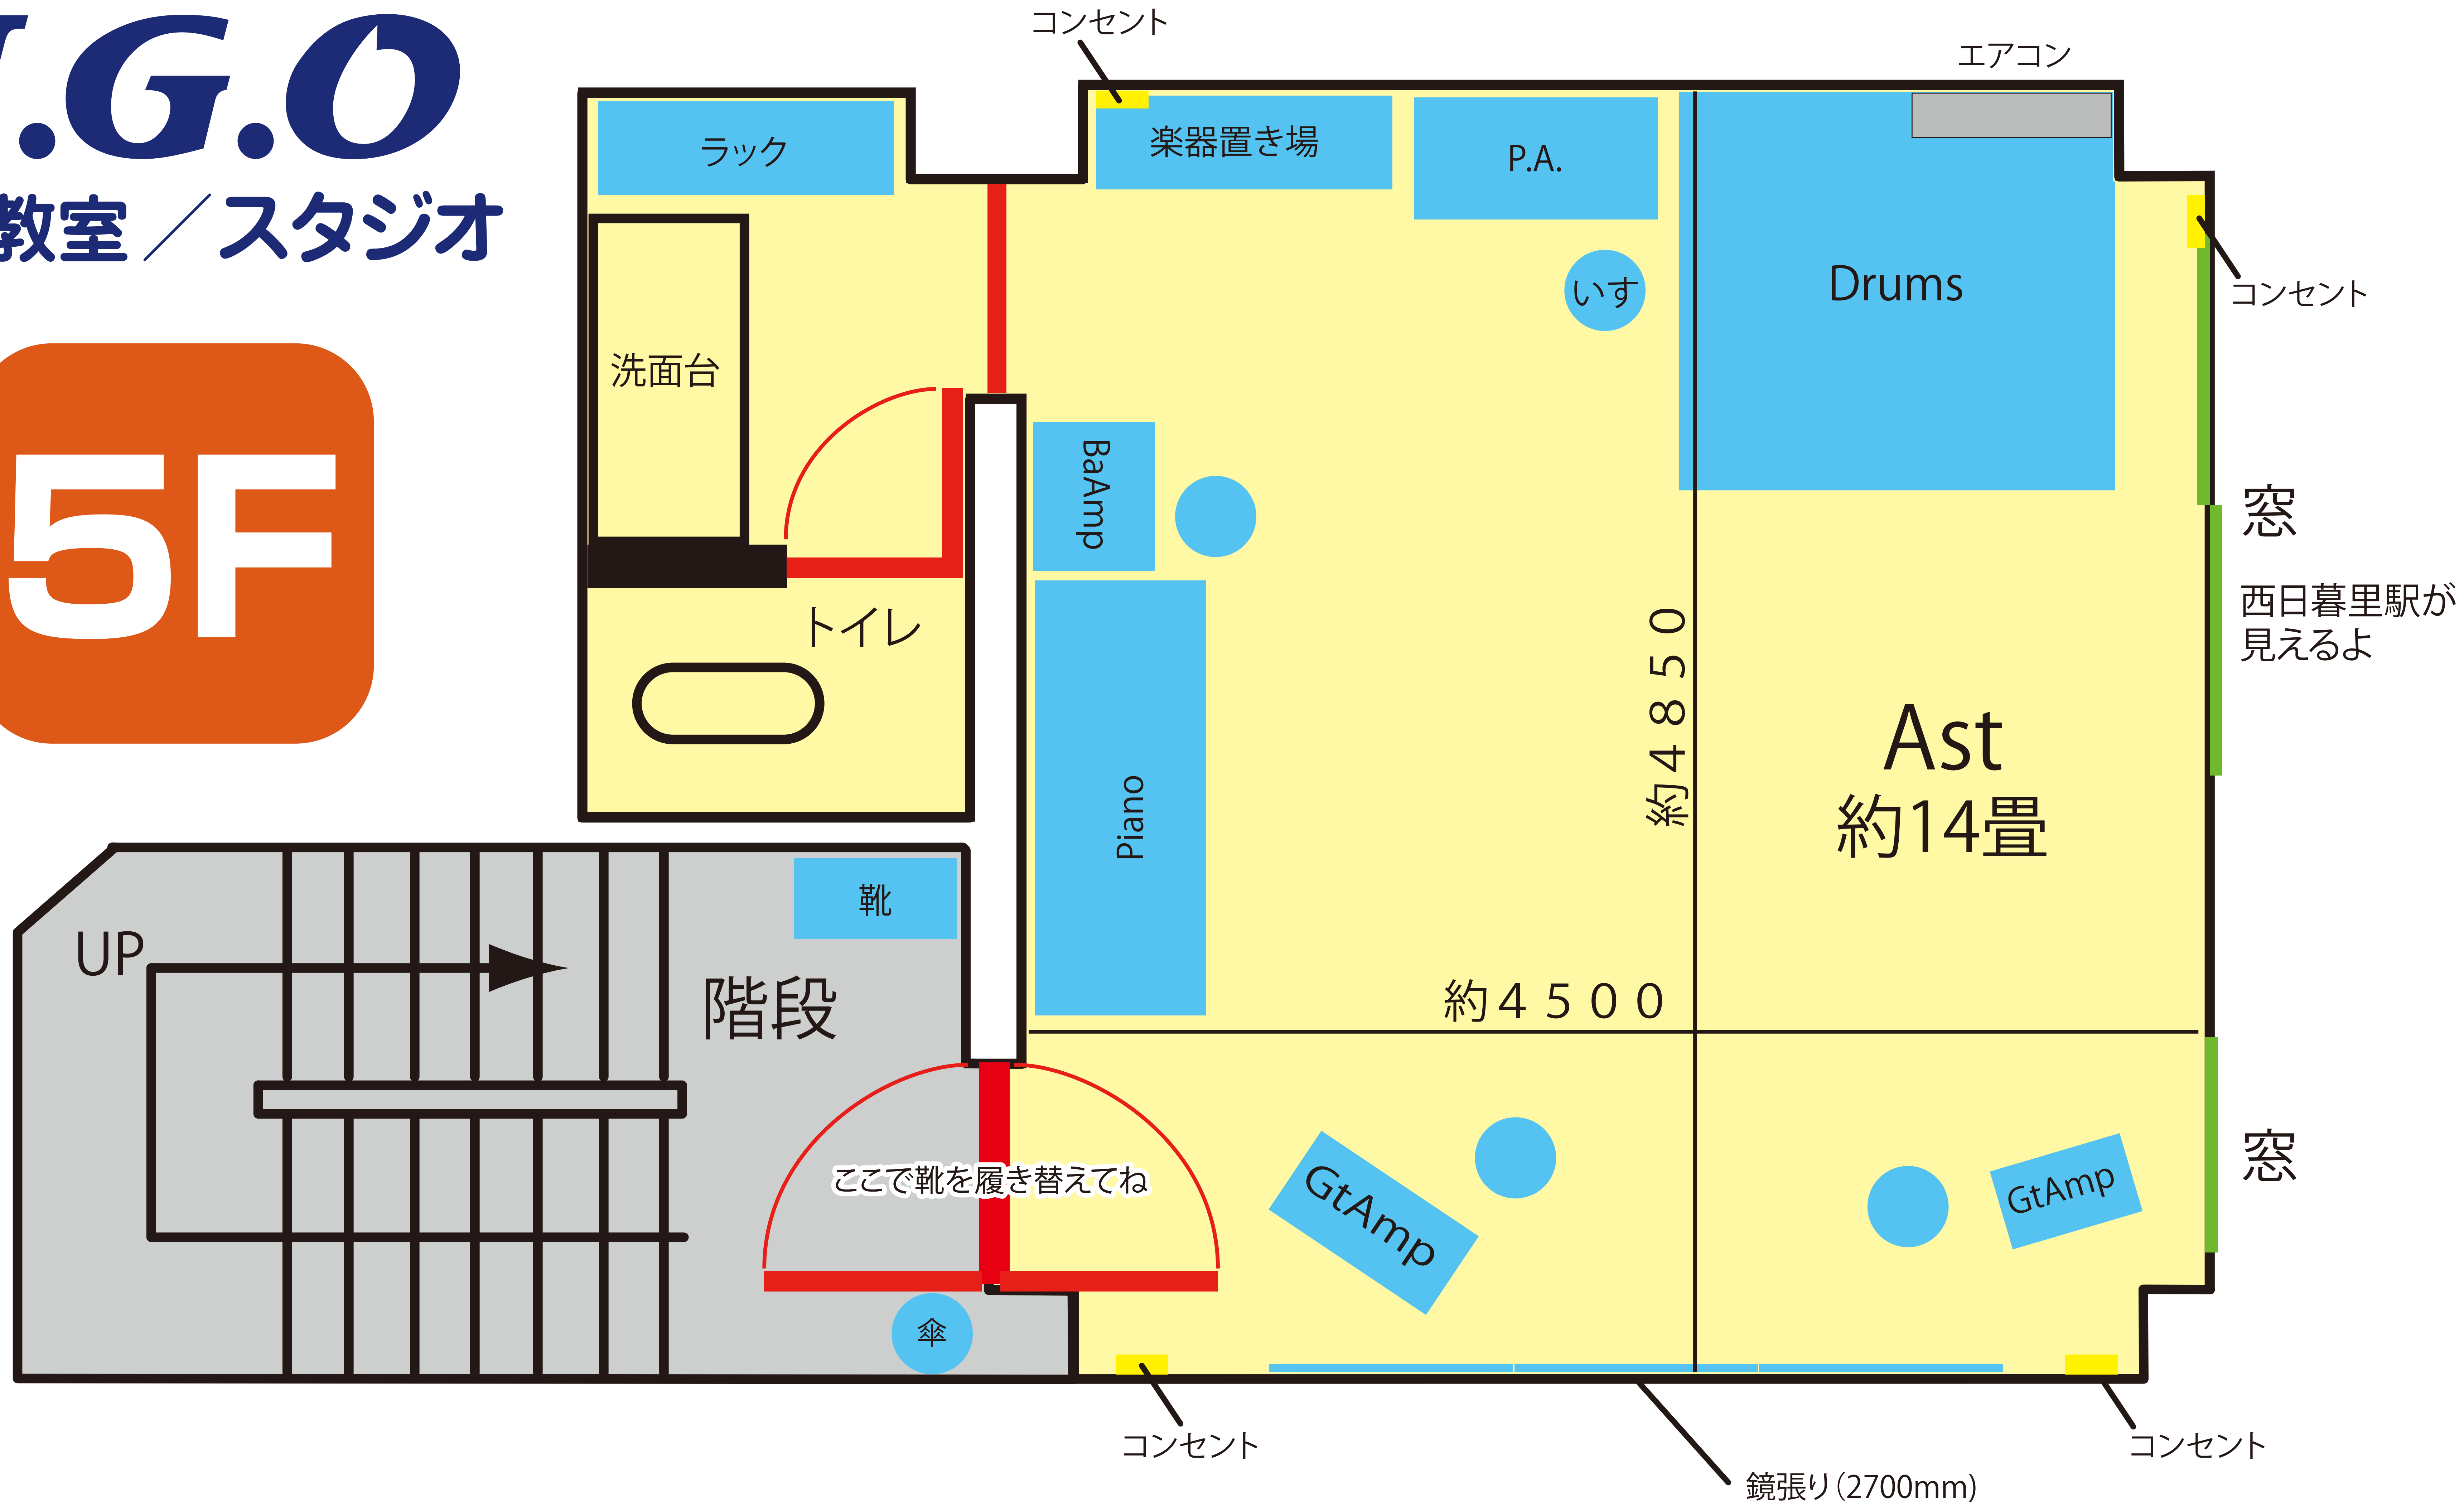 .G.O
教室／スタジオ
5F
コンセント
エアコン
ラック
楽器置き場
P.A.
いす
Drums
コンセント
洗面台
BaAmp
窓
西日暮里駅が
見えるよ
トイレ
約4850
Ast
約14畳
Piano
靴
UP
階段
約4500
ここで靴を履き替えてね
GtAmp
GtAmp
窓
傘
コンセント
コンセント
鏡張り（2700mm）